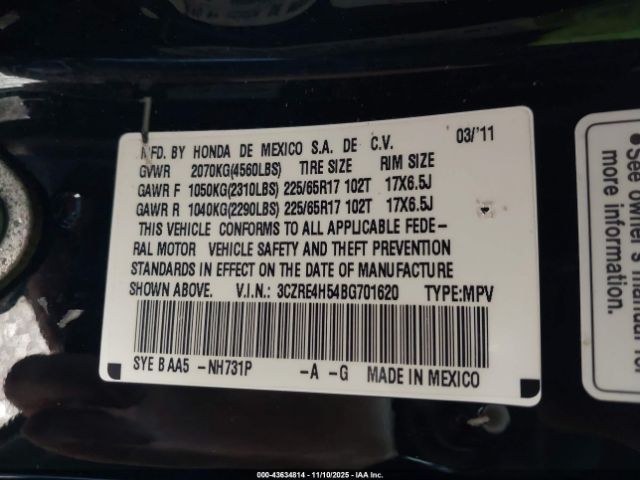 MFD. BY HONDA DE MEXICO S.A. DE C.V. 03/'11
GVWR 2070KG(4560LBS) TIRE SIZE RIM SIZE
GAWR F 1050KG(2310LBS) 225/65R17 102T 17X6.5J
GAWR R 1040KG(2290LBS) 225/65R17 102T 17X6.5J
THIS VEHICLE CONFORMS TO ALL APPLICABLE FEDE-
RAL MOTOR VEHICLE SAFETY AND THEFT PREVENTION
STANDARDS IN EFFECT ON THE DATE OF MANUFACTURE
SHOWN ABOVE. V.I.N.: 3CZRE4H54BG701620 TYPE:MPV
SYE B AA5 -NH731P -A -G MADE IN MEXICO
See owner's manual for
more information.
000-43634814 - 11/10/2025 - IAA Inc.